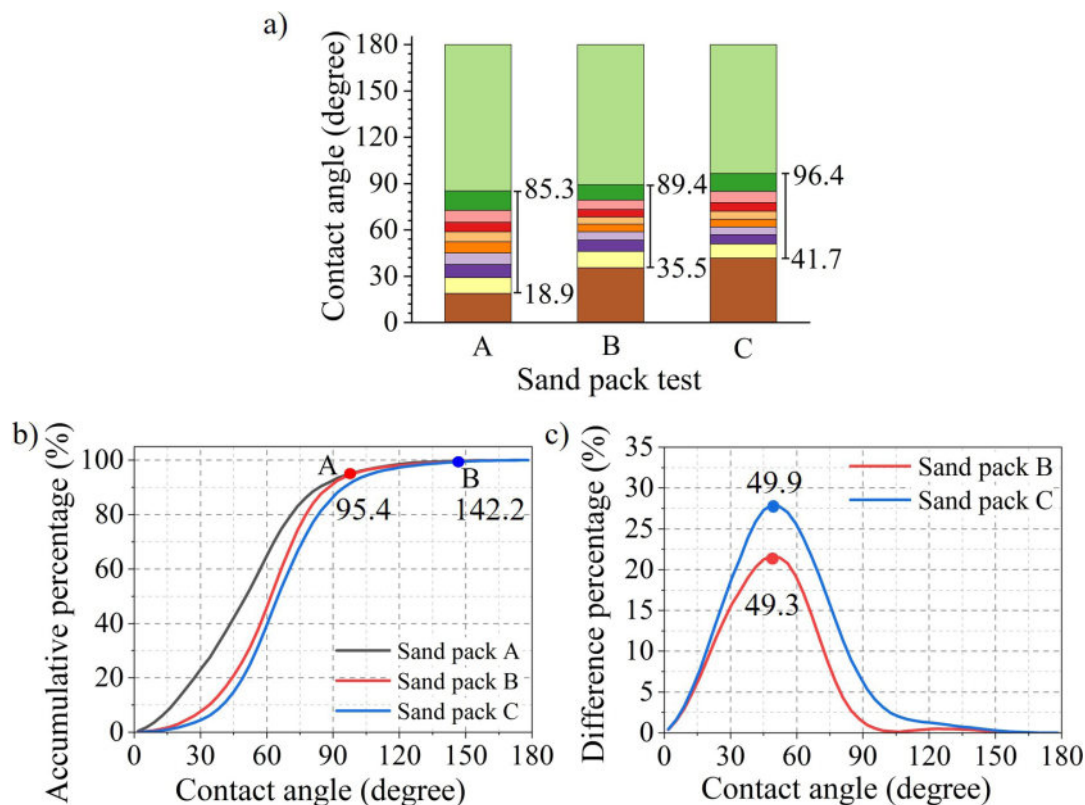 a)
Contact angle (degree)
180
150
120
90
60
30
0
85.3
18.9
89.4
35.5
96.4
41.7
A B C
Sand pack test
b)
Accumulative percentage (%)
100
80
60
40
20
0
A
95.4
B
142.2
Sand pack A
Sand pack B
Sand pack C
0 30 60 90 120 150 180
Contact angle (degree)
c)
Difference percentage (%)
35
30
25
20
15
10
5
0
49.9
49.3
Sand pack B
Sand pack C
0 30 60 90 120 150 180
Contact angle (degree)